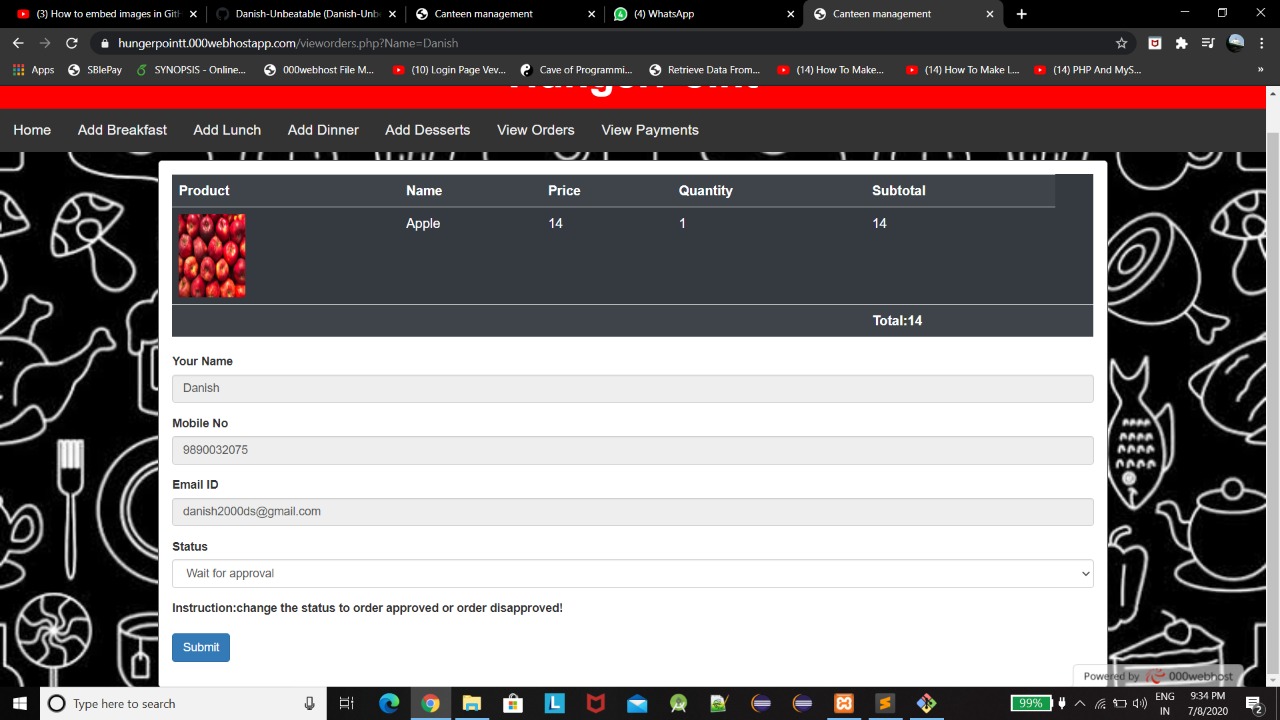 (3) How to embed images in Gith
Danish-Unbeatable (Danish-Unb
Canteen management
(4) WhatsApp
Canteen management
hungerpointt.000webhostapp.com/vieworders.php?Name=Danish
Apps
SBIePay
SYNOPSIS - Online...
000webhost File M...
(10) Login Page Vev...
Cave of Programmi...
Retrieve Data From...
(14) How To Make...
(14) How To Make L...
(14) PHP And MyS...
»
Home Add Breakfast Add Lunch Add Dinner Add Desserts View Orders View Payments
Product Name Price Quantity Subtotal
Apple 14 1 14
Total:14
Your Name
Danish
Mobile No
9890032075
Email ID
danish2000ds@gmail.com
Status
Wait for approval
Instruction:change the status to order approved or order disapproved!
Submit
Powered by 000webhost
Type here to search
99%
ENG
IN
9:34 PM
7/8/2020
2